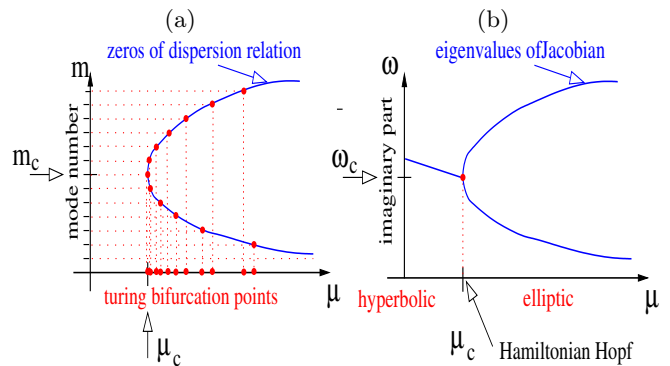 (a)
zeros of dispersion relation
m
mode number
m_c
turing bifurcation points
μ
μ_c
(b)
eigenvalues ofJacobian
ω
imaginary part
ω_c
hyperbolic
elliptic
μ
μ_c
Hamiltonian Hopf